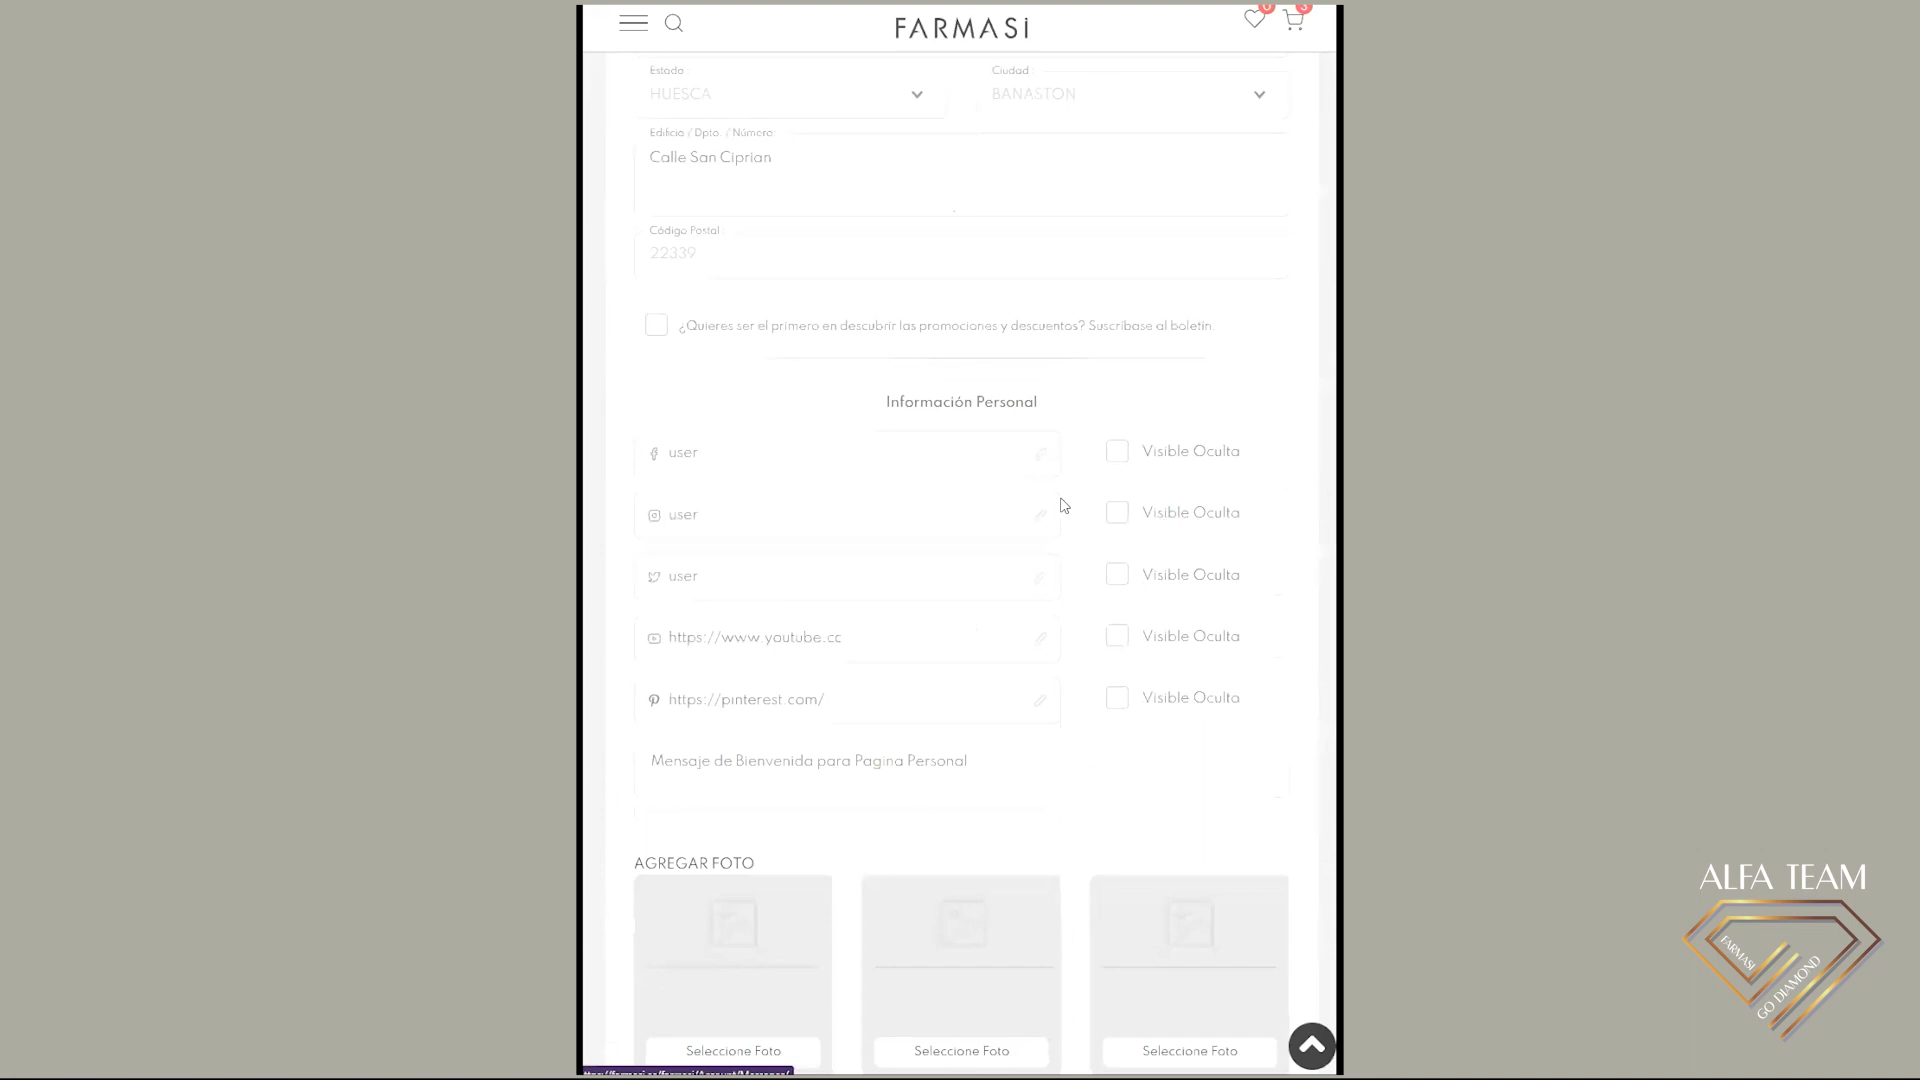 FARMASi
0
3
Estado :
Ciudad :
HUESCA
BANASTON
Edificia / Dpto. / Número:
Calle San Ciprian
Código Postal :
22339
¿Quieres ser el primero en descubrir las promociones y descuentos? Suscríbase al boletín.
Información Personal
user
Visible Oculta
user
Visible Oculta
user
Visible Oculta
https://www.youtube.cc
Visible Oculta
https://pinterest.com/
Visible Oculta
Mensaje de Bienvenida para Pagina Personal
AGREGAR FOTO
Seleccione Foto
Seleccione Foto
Seleccione Foto
ALFA TEAM
FARMASI
GO DIAMOND